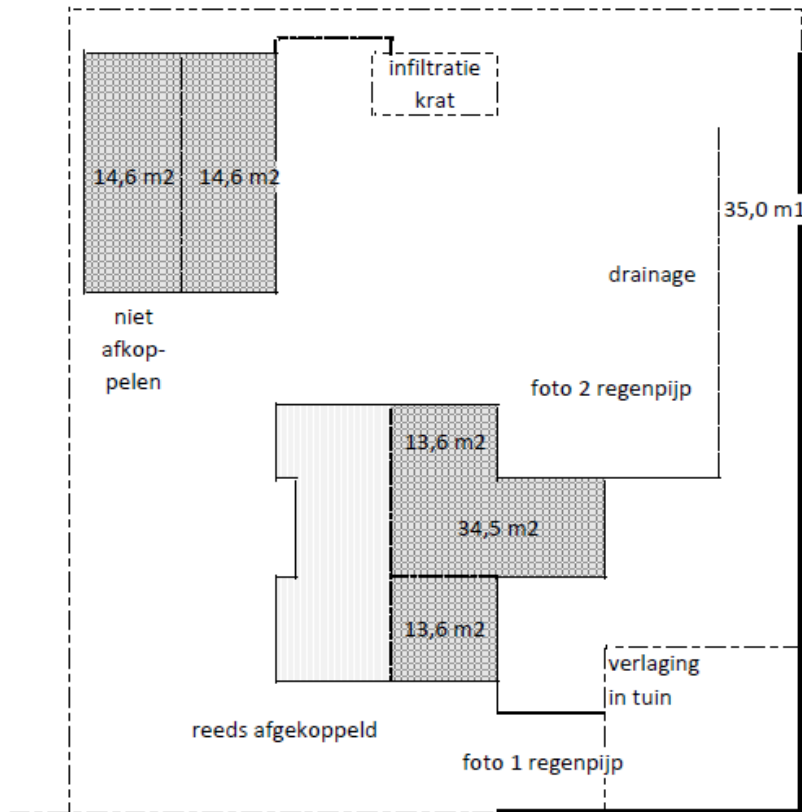 infiltratie
krat
14,6 m2 14,6 m2
35,0 m1
drainage
niet
afkop-
pelen
foto 2 regenpijp
13,6 m2
34,5 m2
13,6 m2
verlaging
in tuin
reeds afgekoppeld
foto 1 regenpijp